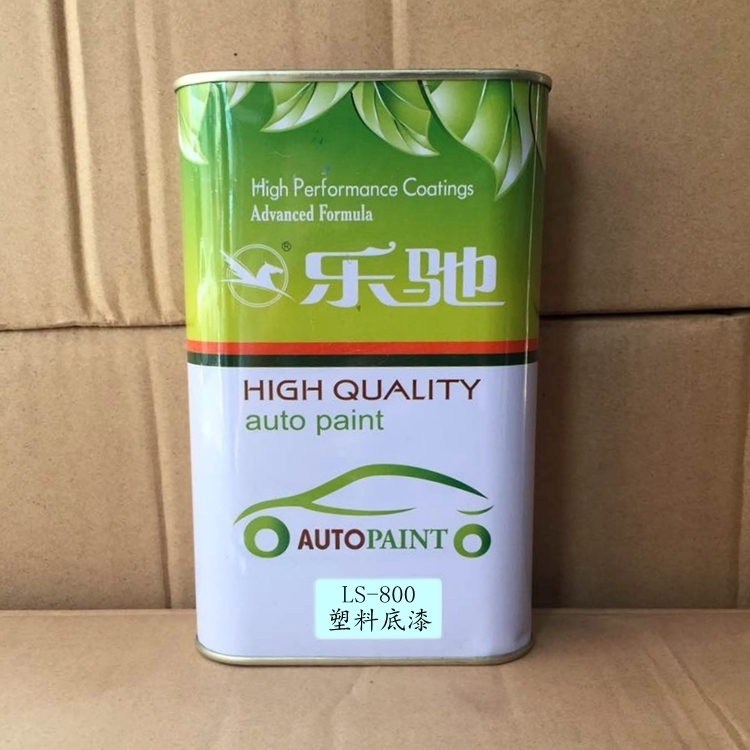 High Performance Coatings
Advanced Formula
® 乐驰
HIGH QUALITY
auto paint
AUTOPAINT
LS-800
塑料底漆